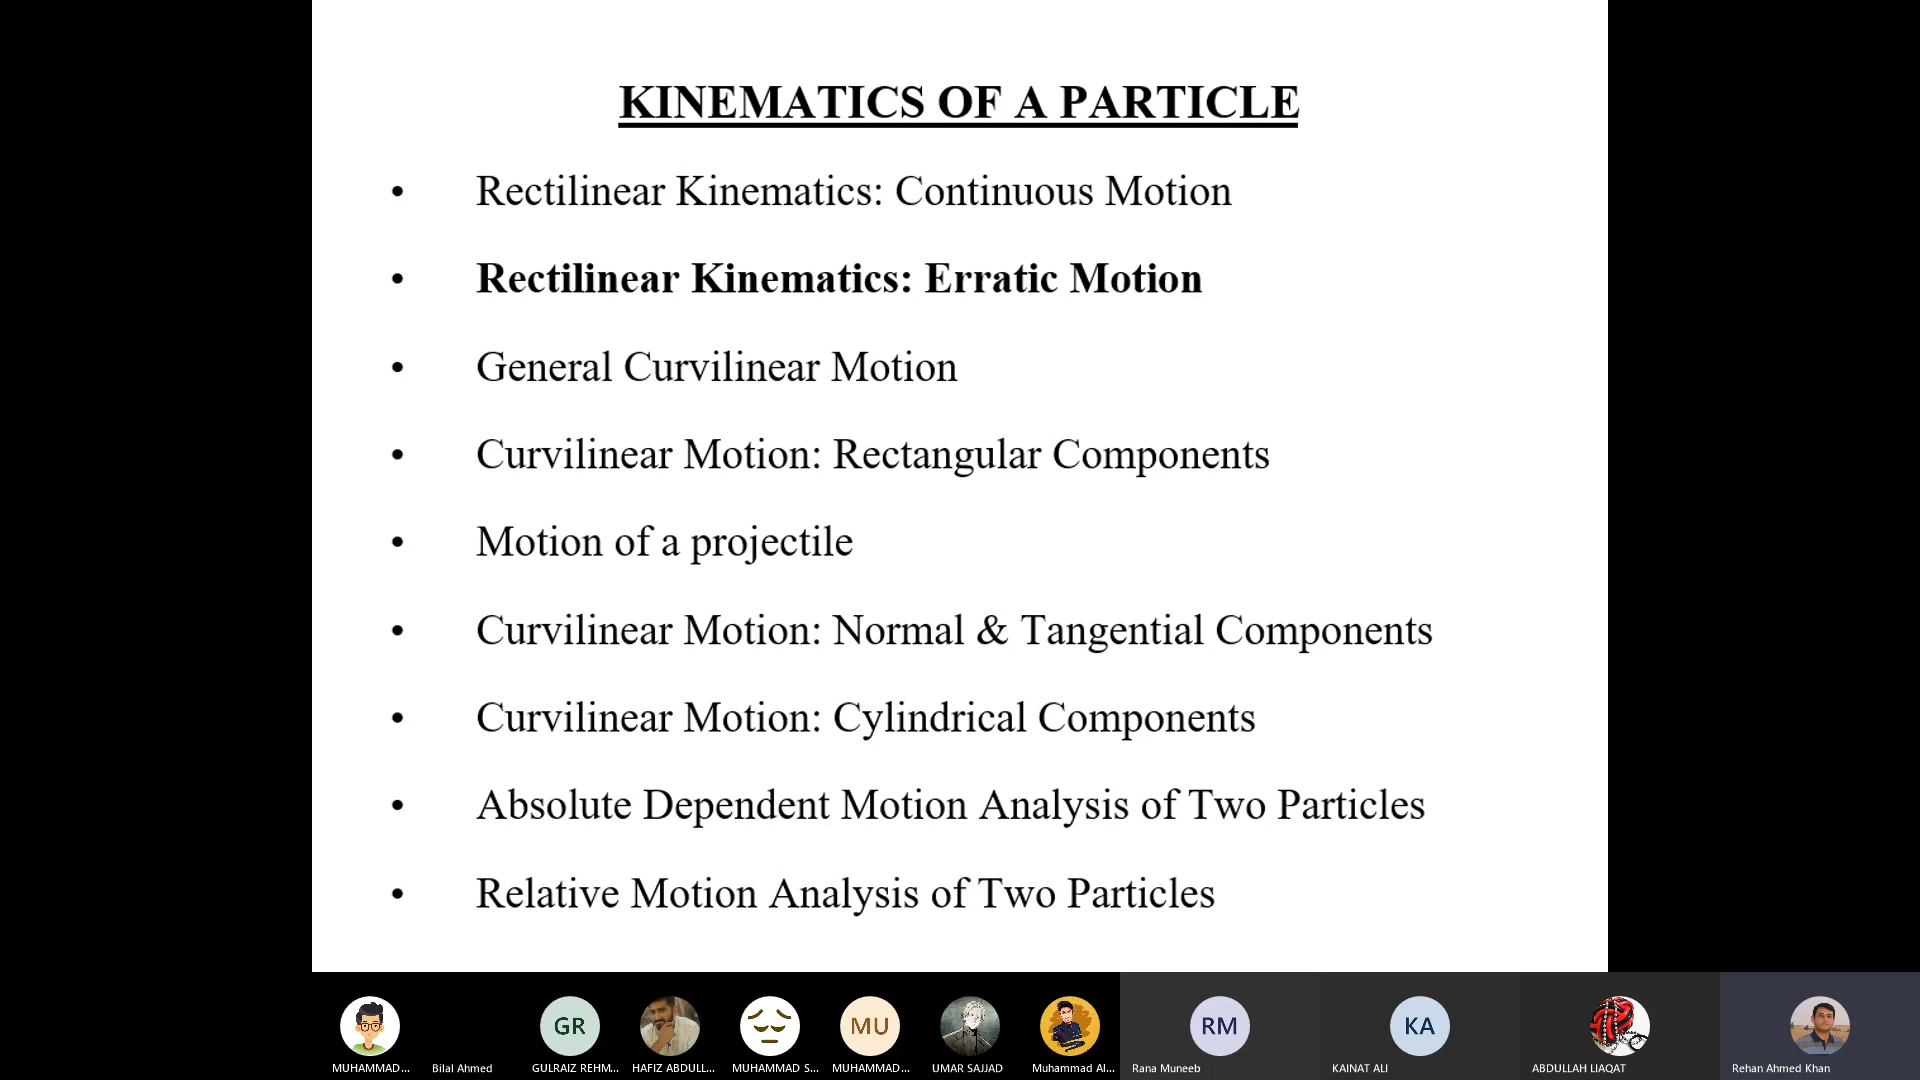 KINEMATICS OF A PARTICLE
• Rectilinear Kinematics: Continuous Motion
• Rectilinear Kinematics: Erratic Motion
• General Curvilinear Motion
• Curvilinear Motion: Rectangular Components
• Motion of a projectile
• Curvilinear Motion: Normal & Tangential Components
• Curvilinear Motion: Cylindrical Components
• Absolute Dependent Motion Analysis of Two Particles
• Relative Motion Analysis of Two Particles
GR MU RM KA
MUHAMMAD... Bilal Ahmed GULRAIZ REHM... HAFIZ ABDULL... MUHAMMAD S... MUHAMMAD... UMAR SAJJAD Muhammad Al... Rana Muneeb KAINAT ALI ABDULLAH LIAQAT Rehan Ahmed Khan